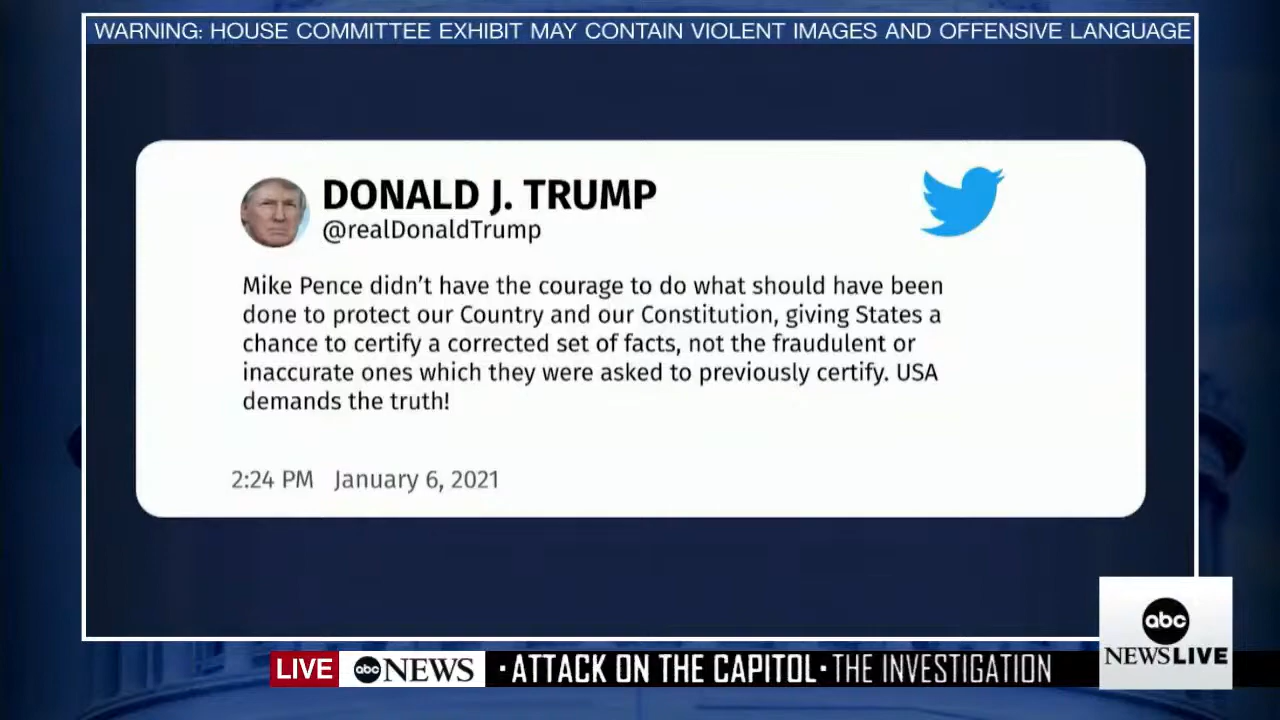 WARNING: HOUSE COMMITTEE EXHIBIT MAY CONTAIN VIOLENT IMAGES AND OFFENSIVE LANGUAGE
DONALD J. TRUMP
@realDonaldTrump
Mike Pence didn’t have the courage to do what should have been
done to protect our Country and our Constitution, giving States a
chance to certify a corrected set of facts, not the fraudulent or
inaccurate ones which they were asked to previously certify. USA
demands the truth!
2:24 PM January 6, 2021
abc
NEWSLIVE
LIVE abc NEWS · ATTACK ON THE CAPITOL · THE INVESTIGATION